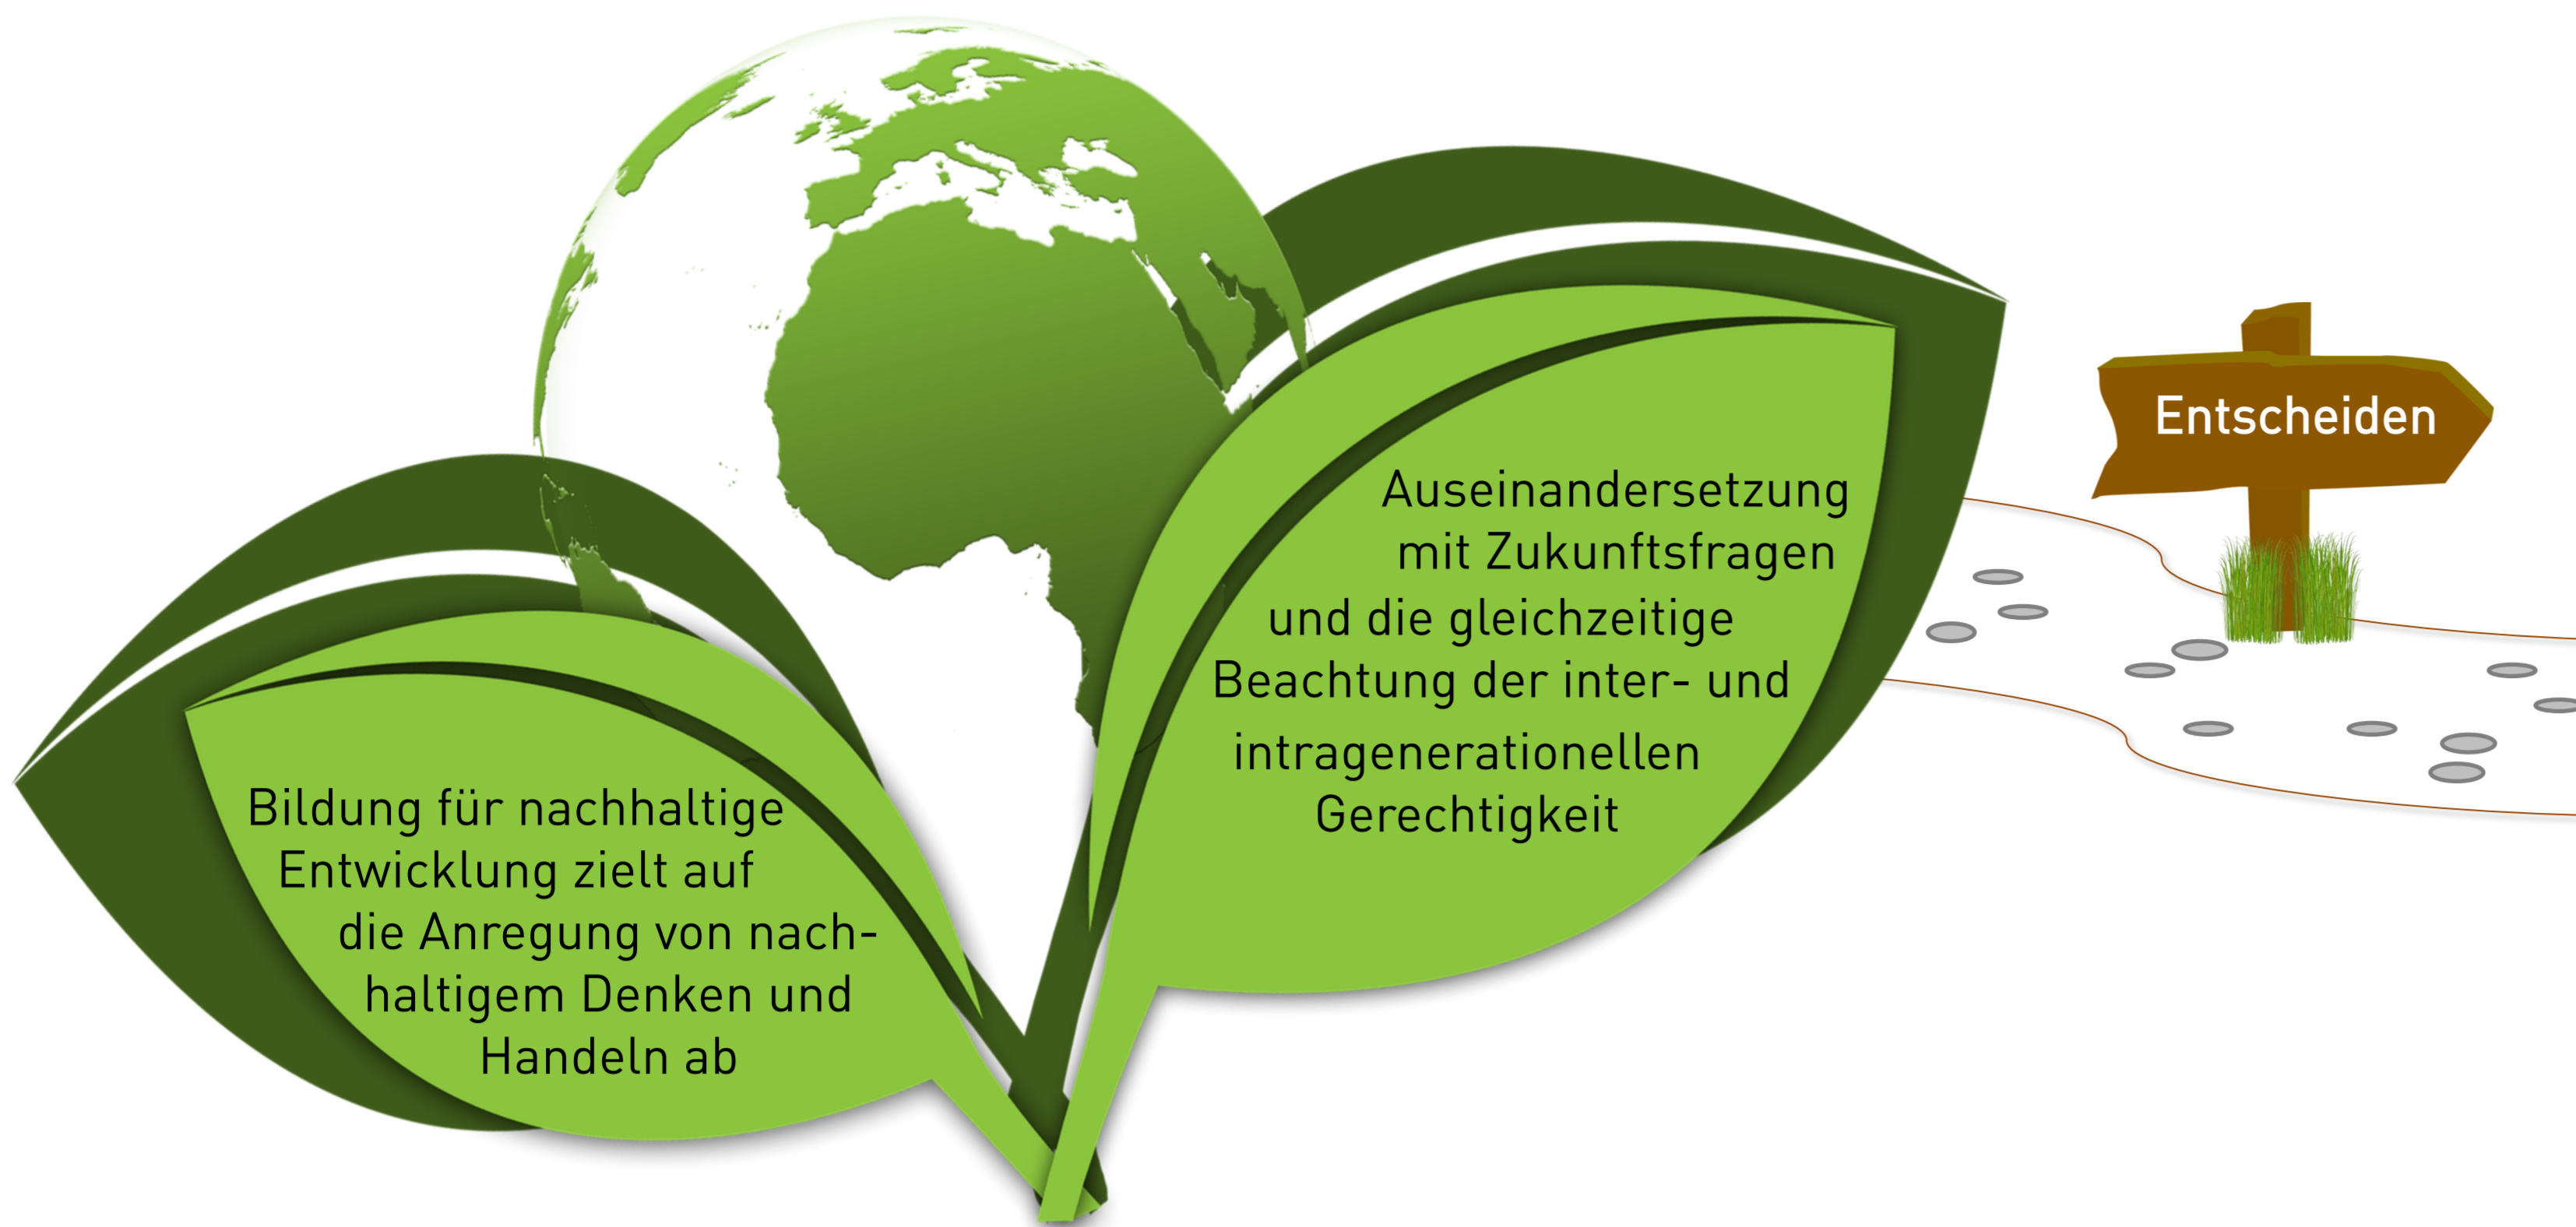 Bildung für nachhaltige
Entwicklung zielt auf
die Anregung von nach-
haltigem Denken und
Handeln ab
Auseinandersetzung
mit Zukunftsfragen
und die gleichzeitige
Beachtung der inter- und
intragenerationellen
Gerechtigkeit
Entscheiden